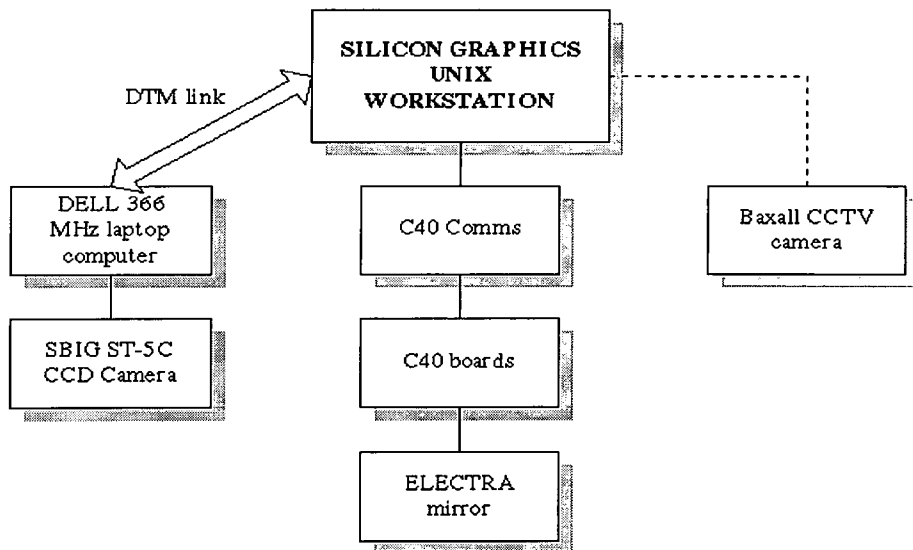 SILICON GRAPHICS
UNIX
WORKSTATION
DTM link
DELL 366
MHz laptop
computer
C40 Comms
Baxall CCTV
camera
SBIG ST-5C
CCD Camera
C40 boards
ELECTRA
mirror